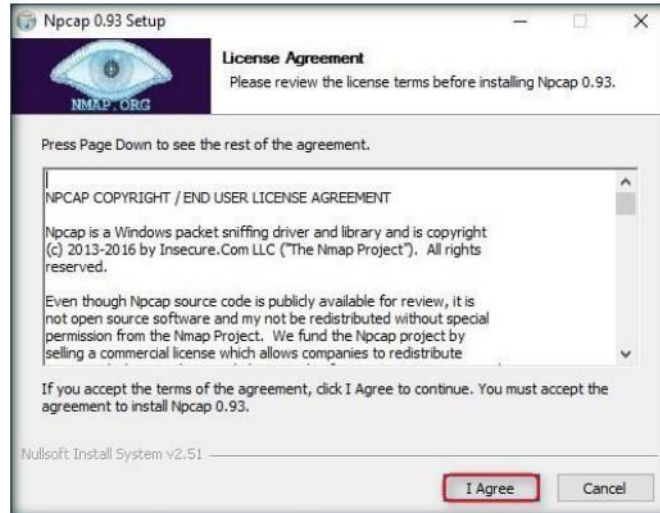 Npcap 0.93 Setup
License Agreement
Please review the license terms before installing Npcap 0.93.
NMAP.ORG
Press Page Down to see the rest of the agreement.
NPCAP COPYRIGHT / END USER LICENSE AGREEMENT
Npcap is a Windows packet sniffing driver and library and is copyright
(c) 2013-2016 by Insecure.Com LLC ("The Nmap Project"). All rights
reserved.
Even though Npcap source code is publicly available for review, it is
not open source software and my not be redistributed without special
permission from the Nmap Project. We fund the Npcap project by
selling a commercial license which allows companies to redistribute
If you accept the terms of the agreement, click I Agree to continue. You must accept the
agreement to install Npcap 0.93.
Nullsoft Install System v2.51
I Agree
Cancel